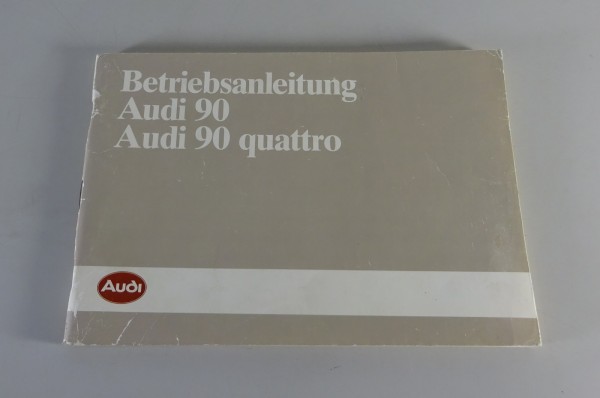 Betriebsanleitung
Audi 90
Audi 90 quattro
Audi